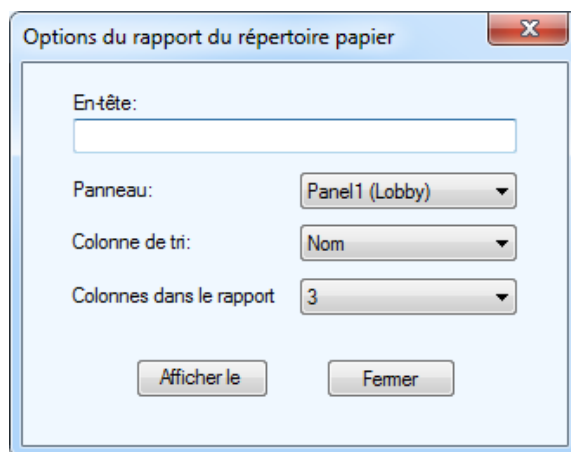 Options du rapport du répertoire papier
En-tête:
Panneau: Panel1 (Lobby)
Colonne de tri: Nom
Colonnes dans le rapport 3
Afficher le Fermer